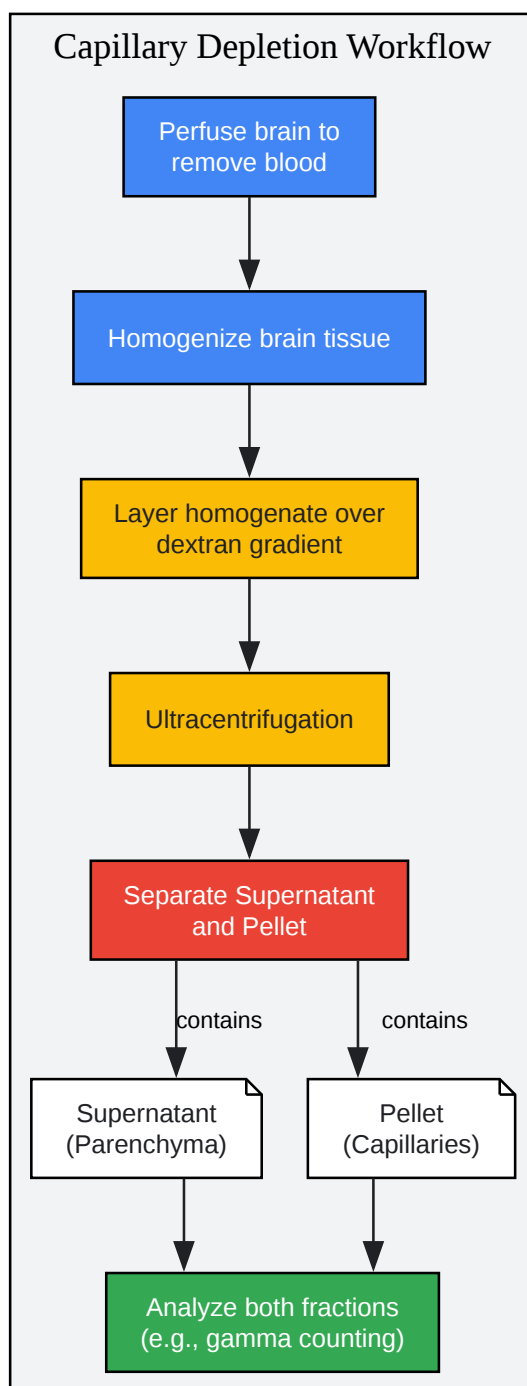 Capillary Depletion Workflow
Perfuse brain to
remove blood
Homogenize brain tissue
Layer homogenate over
dextran gradient
Ultracentrifugation
Separate Supernatant
and Pellet
contains
contains
Supernatant
(Parenchyma)
Pellet
(Capillaries)
Analyze both fractions
(e.g., gamma counting)